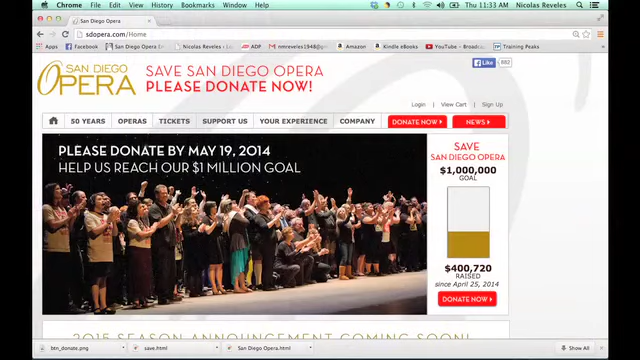 Chrome File Edit View History Bookmarks Window Help
Thu 11:33 AM Nicolas Reveles
San Diego Opera
sdopera.com/Home
Apps Facebook San Diego Opera Nicolas Reveles ADP nmreveles1948@ Amazon Kindle eBooks YouTube - Broadcas Training Peaks
SAN DIEGO
OPERA
SAVE SAN DIEGO OPERA
PLEASE DONATE NOW!
Like 882
Login View Cart Sign Up
50 YEARS OPERAS TICKETS SUPPORT US YOUR EXPERIENCE COMPANY DONATE NOW NEWS
PLEASE DONATE BY MAY 19, 2014
HELP US REACH OUR $1 MILLION GOAL
SAVE
SAN DIEGO OPERA
$1,000,000
GOAL
$400,720
RAISED
since April 25, 2014
DONATE NOW
2015 SEASON ANNOUNCEMENT COMING SOON!
btn_donate.png save.html San Diego Opera.html Show All